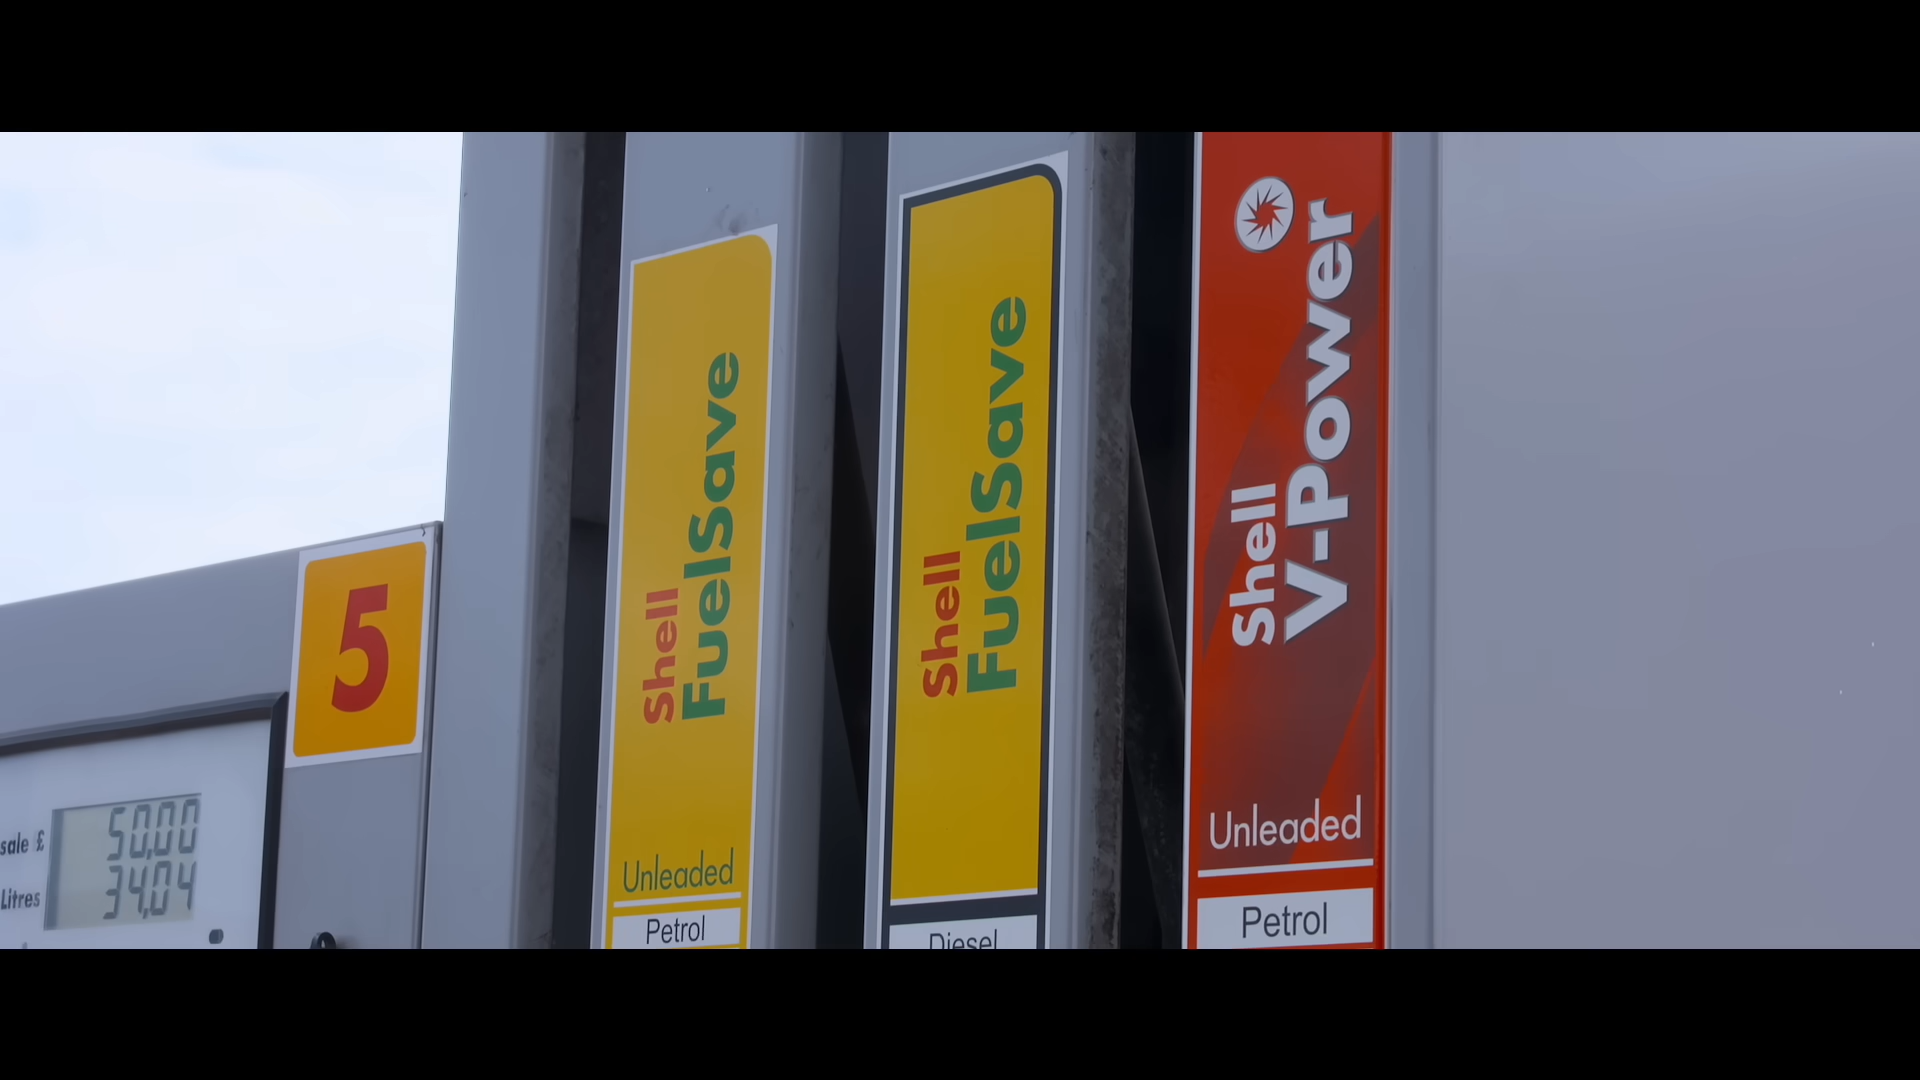 5
sale £ 50.00
Litres 34.04
Shell
FuelSave
Unleaded
Petrol
Shell
FuelSave
Diesel
Shell
V-Power
Unleaded
Petrol